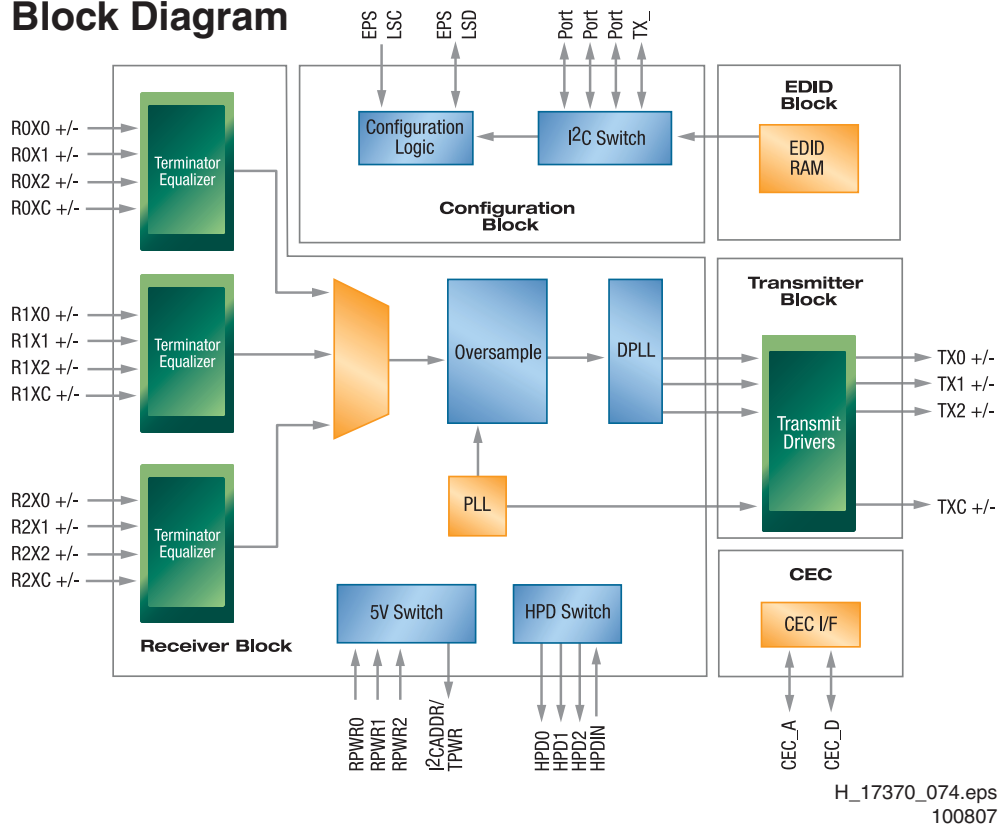 Block Diagram
EPS LSC
EPS LSD
Port
Port
Port
TX_
EDID
Block
EDID
RAM
Configuration
Logic
I2C Switch
Configuration
Block
R0X0 +/-
R0X1 +/-
R0X2 +/-
R0XC +/-
Terminator
Equalizer
R1X0 +/-
R1X1 +/-
R1X2 +/-
R1XC +/-
Terminator
Equalizer
R2X0 +/-
R2X1 +/-
R2X2 +/-
R2XC +/-
Terminator
Equalizer
Receiver Block
Oversample
DPLL
PLL
Transmitter
Block
Transmit
Drivers
TX0 +/-
TX1 +/-
TX2 +/-
TXC +/-
5V Switch
HPD Switch
RPWR0
RPWR1
RPWR2
I2CADDR/
TPWR
HPD0
HPD1
HPD2
HPDIN
CEC
CEC I/F
CEC_A
CEC_D
H_17370_074.eps
100807